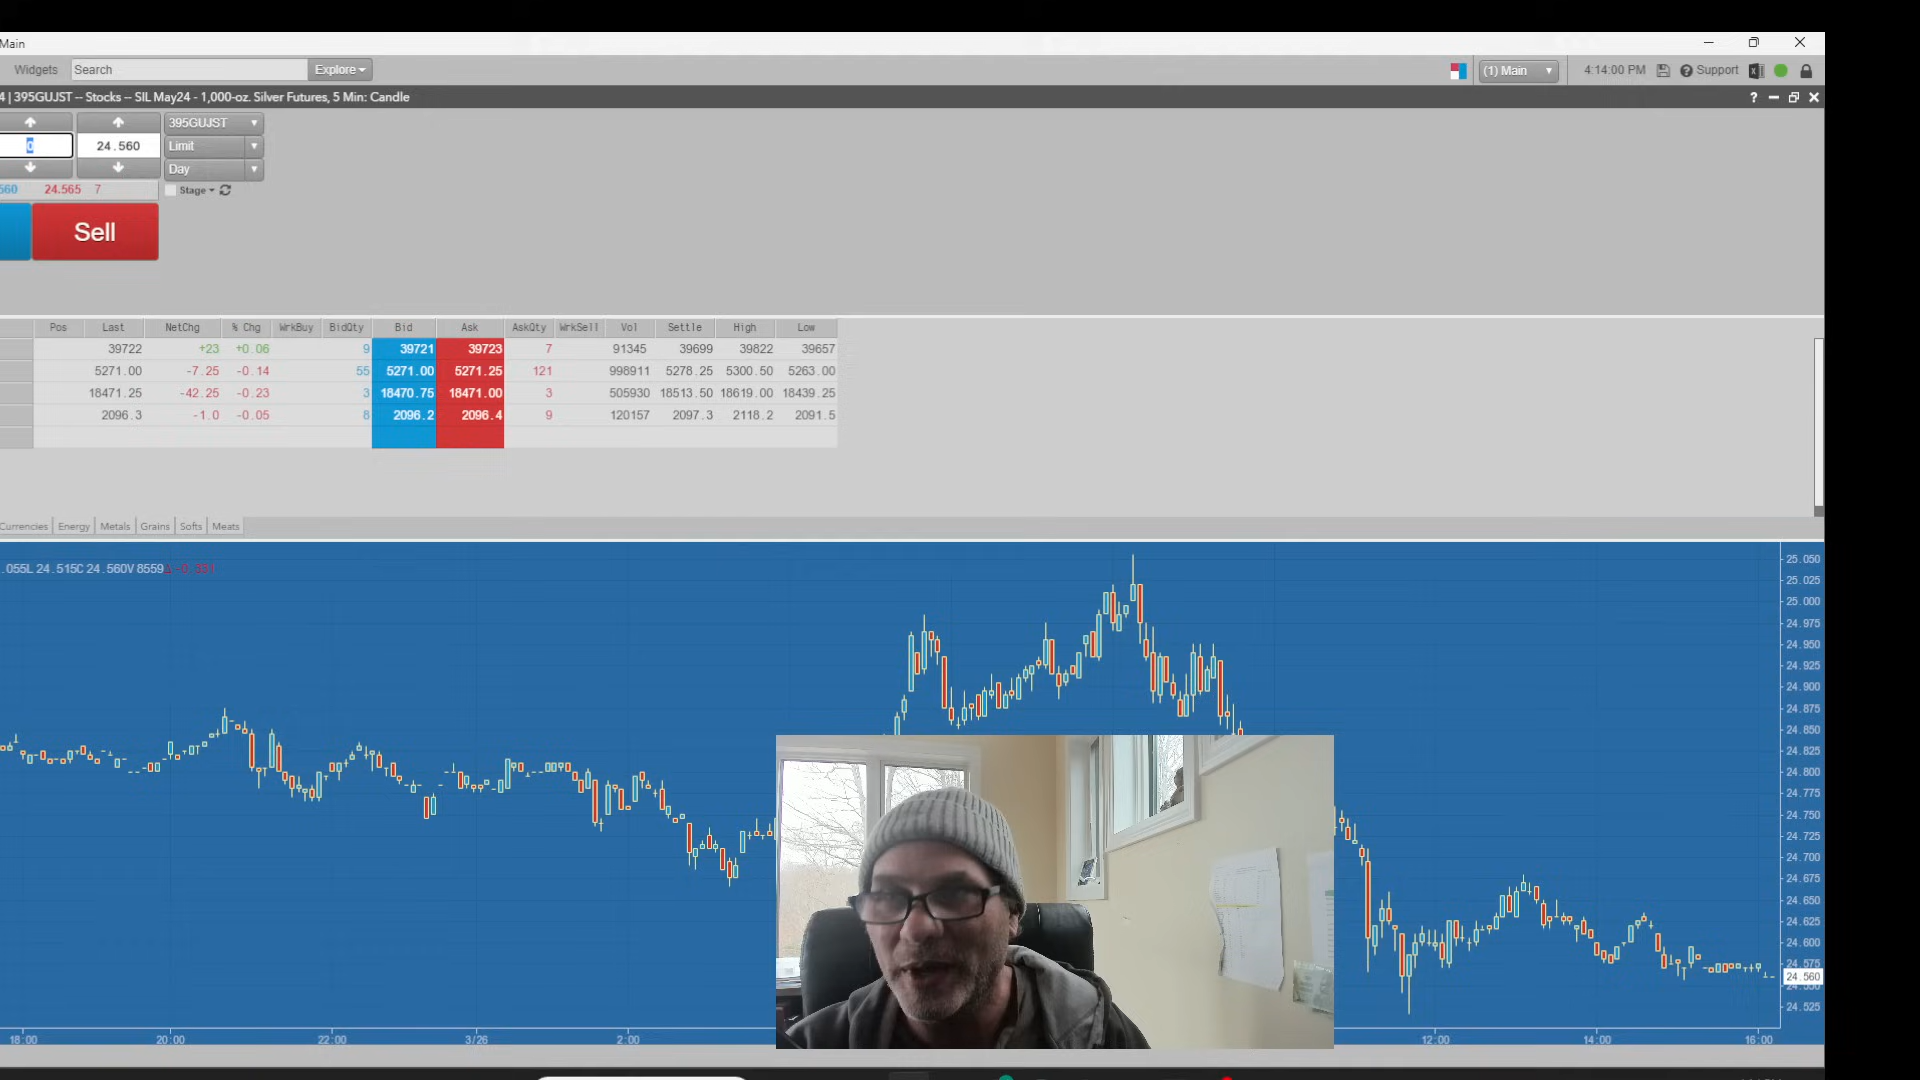 Main
Widgets Search Explore (1) Main 4:14:00 PM Support
4 | 395GUJST -- Stocks -- SIL May24 - 1,000-oz. Silver Futures, 5 Min: Candle
395GUJST
0 24.560 Limit
Day
560 24.565 7 Stage
Sell
Pos Last NetChg % Chg WrkBuy BidQty Bid Ask AskQty WrkSell Vol Settle High Low
39722 +23 +0.06 9 39721 39723 7 91345 39699 39822 39657
5271.00 -7.25 -0.14 55 5271.00 5271.25 121 998911 5278.25 5300.50 5263.00
18471.25 -42.25 -0.23 3 18470.75 18471.00 3 505930 18513.50 18619.00 18439.25
2096.3 -1.0 -0.05 8 2096.2 2096.4 9 120157 2097.3 2118.2 2091.5
Currencies Energy Metals Grains Softs Meats
.055L 24.515C 24.560V 8559
25.050
25.025
25.000
24.975
24.950
24.925
24.900
24.875
24.850
24.825
24.800
24.775
24.750
24.725
24.700
24.675
24.650
24.625
24.600
24.575
24.560
24.525
18:00 20:00 22:00 3/26 2:00 12:00 14:00 16:00